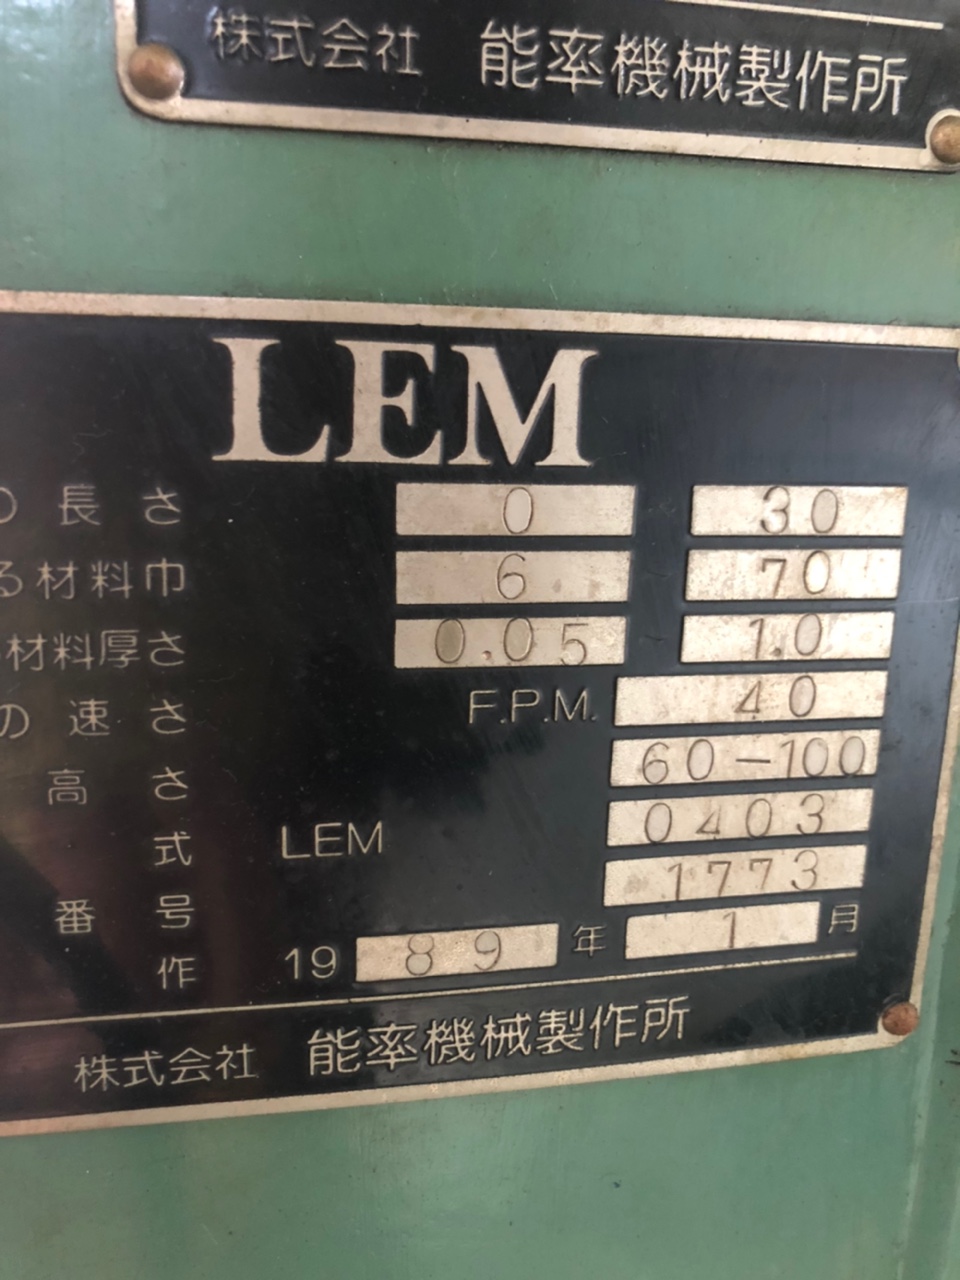 株式会社 能率機械製作所
LEM
の長さ 0 30
る材料巾 6 70
材料厚さ 0.05 1.0
の速さ F.P.M. 40
高さ 60-100
式 LEM 0403
番号 1773
作 1989年1月
株式会社 能率機械製作所